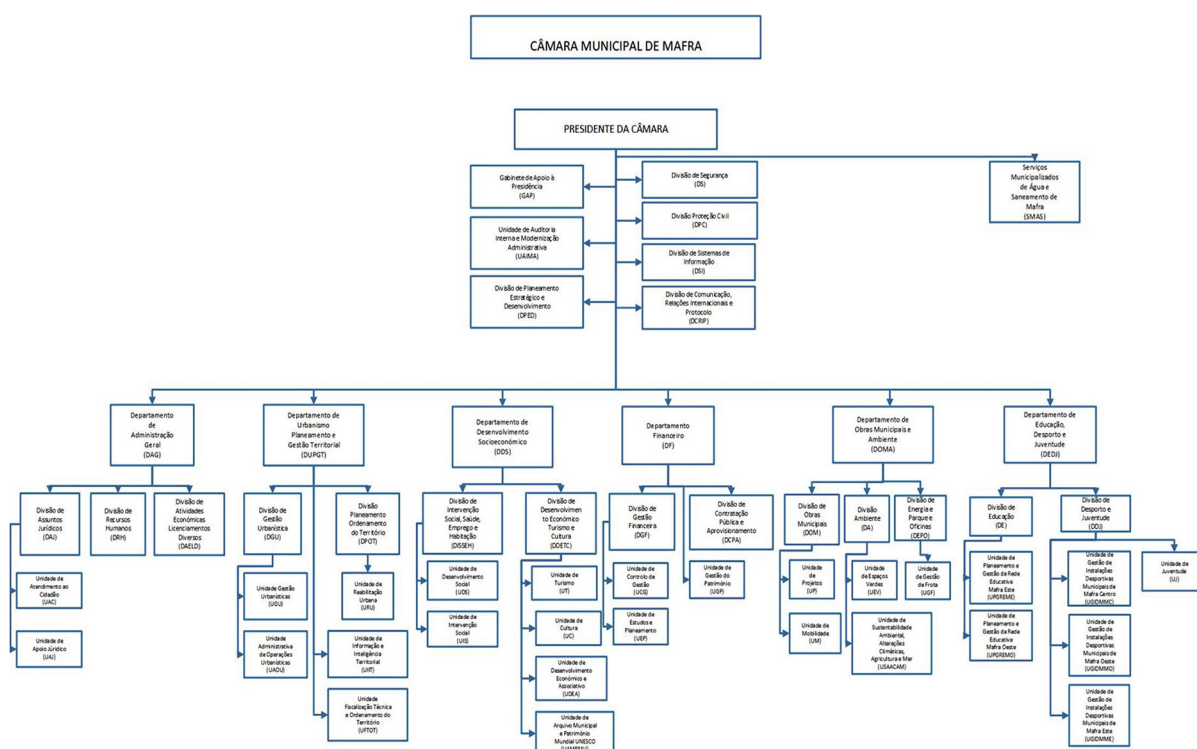 CÂMARA MUNICIPAL DE MAFRA
PRESIDENTE DA CÂMARA
Gabinete de Apoio à
Presidência
(GAP)
Divisão de Segurança
(DS)
Serviços
Municipalizados
de Água e
Saneamento de
Mafra
(SMAS)
Unidade de Auditoria
Interna e Modernização
Administrativa
(UAIMA)
Divisão Proteção Civil
(DPC)
Divisão de Sistemas de
Informação
(DSI)
Divisão de Planeamento
Estratégico e
Desenvolvimento
(DPED)
Divisão de Comunicação,
Relações Internacionais e
Protocolo
(DCRIP)
Departamento
de
Administração
Geral
(DAG)
Departamento de
Urbanismo
Planeamento e
Gestão Territorial
(DUPGT)
Departamento de
Desenvolvimento
Socioeconómico
(DDS)
Departamento
Financeiro
(DF)
Departamento de
Obras Municipais e
Ambiente
(DOMA)
Departamento de
Educação,
Desporto e
Juventude
(DEDJ)
Divisão de
Assuntos
Jurídicos
(DAJ)
Divisão de
Recursos
Humanos
(DRH)
Divisão de
Atividades
Económicas
Licenciamentos
Diversos
(DAELD)
Divisão de
Gestão
Urbanística
(DGU)
Divisão
Planeamento
Ordenamento
do Território
(DPOT)
Divisão de
Intervenção
Social, Saúde,
Emprego e
Habitação
(DISSEH)
Divisão de
Desenvolvimen
to Económico
Turismo e
Cultura
(DDETC)
Divisão de
Gestão
Financeira
(DGF)
Divisão de
Contratação
Pública e
Aprovisionamento
(DCPA)
Divisão de
Obras
Municipais
(DOM)
Divisão
Ambiente
(DA)
Divisão de
Energia e
Parque e
Oficinas
(DEPO)
Divisão de
Educação
(DE)
Divisão de
Desporto e
Juventude
(DDJ)
Unidade de
Atendimento ao
Cidadão
(UAC)
Unidade de
Apoio Jurídico
(UAJ)
Unidade Gestão
Urbanísticas
(UGU)
Unidade
Administrativa
de Operações
Urbanísticas
(UAOU)
Unidade de
Reabilitação
Urbana
(URU)
Unidade de
Informação e
Inteligência
Territorial
(UIIT)
Unidade
Fiscalização Técnica
e Ordenamento do
Território
(UFTOT)
Unidade de
Desenvolvimento
Social
(UDS)
Unidade de
Intervenção
Social
(UIS)
Unidade de
Turismo
(UT)
Unidade de
Cultura
(UC)
Unidade de
Desenvolvimento
Económico e
Associativo
(UDEA)
Unidade de
Arquivo Municipal
e Património
Mundial UNESCO
Unidade de
Controlo de
Gestão
(UCG)
Unidade de
Estudos e
Planeamento
(UEP)
Unidade
de Gestão do
Património
(UGP)
Unidade
de
Projetos
(UP)
Unidade de
Mobilidade
(UM)
Unidade
de Espaços
Verdes
(UEV)
Unidade de
Sustentabilidade
Ambiental,
Alterações
Climáticas,
Agricultura e Mar
(USAACAM)
Unidade
de Gestão
de Frota
(UGF)
Unidade de
Planeamento e
Gestão da Rede
Educativa
Mafra Este
(UPGREME)
Unidade de
Planeamento e
Gestão da Rede
Educativa
Mafra Oeste
(UPGREMO)
Unidade de
Gestão de
Instalações
Desportivas
Municipais de
Mafra Centro
(UGIDMMC)
Unidade de
Gestão de
Instalações
Desportivas
Municipais de
Mafra Oeste
(UGIDMMO)
Unidade de
Gestão de
Instalações
Desportivas
Municipais de
Mafra Este
(UGIDMME)
Unidade de
Juventude
(UJ)